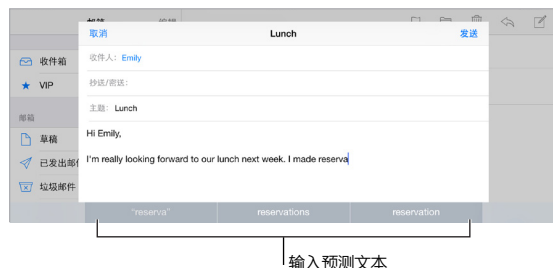 邮箱 编辑
取消 Lunch 发送
收件人: Emily
抄送/密送:
主题: Lunch
Hi Emily,
I'm really looking forward to our lunch next week. I made reserva
收件箱
VIP
邮箱
草稿
已发出邮
垃圾邮件
"reserva" reservations reservation
输入预测文本